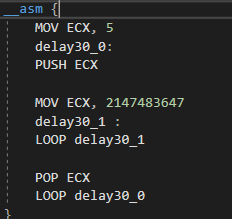 __asm {
MOV ECX, 5
delay30_0:
PUSH ECX
MOV ECX, 2147483647
delay30_1 :
LOOP delay30_1
POP ECX
LOOP delay30_0
}